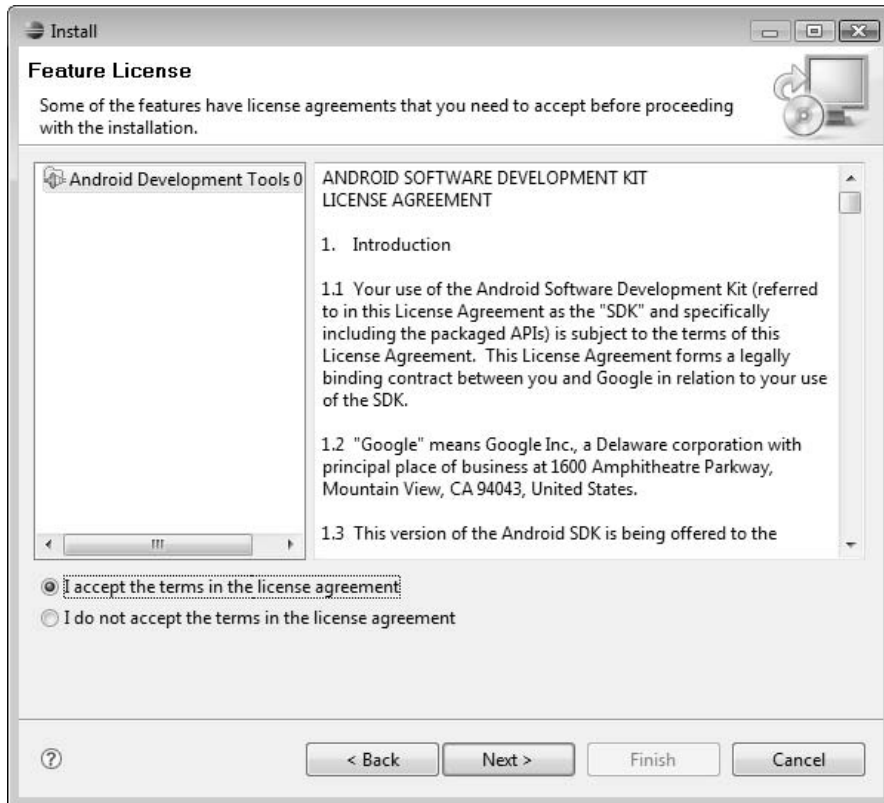 Install
Feature License
Some of the features have license agreements that you need to accept before proceeding
with the installation.
Android Development Tools 0
ANDROID SOFTWARE DEVELOPMENT KIT
LICENSE AGREEMENT
1. Introduction
1.1 Your use of the Android Software Development Kit (referred
to in this License Agreement as the "SDK" and specifically
including the packaged APIs) is subject to the terms of this
License Agreement. This License Agreement forms a legally
binding contract between you and Google in relation to your use
of the SDK.
1.2 "Google" means Google Inc., a Delaware corporation with
principal place of business at 1600 Amphitheatre Parkway,
Mountain View, CA 94043, United States.
1.3 This version of the Android SDK is being offered to the
I accept the terms in the license agreement
I do not accept the terms in the license agreement
< Back
Next >
Finish
Cancel